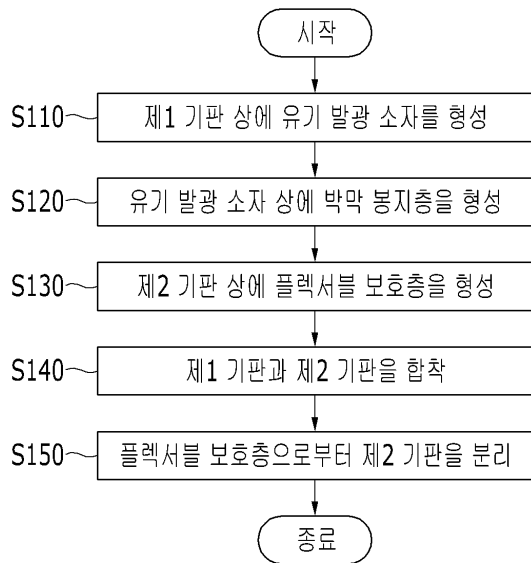 시작
S110 제1 기판 상에 유기 발광 소자를 형성
S120 유기 발광 소자 상에 박막 봉지층을 형성
S130 제2 기판 상에 플렉서블 보호층을 형성
S140 제1 기판과 제2 기판을 합착
S150 플렉서블 보호층으로부터 제2 기판을 분리
종료